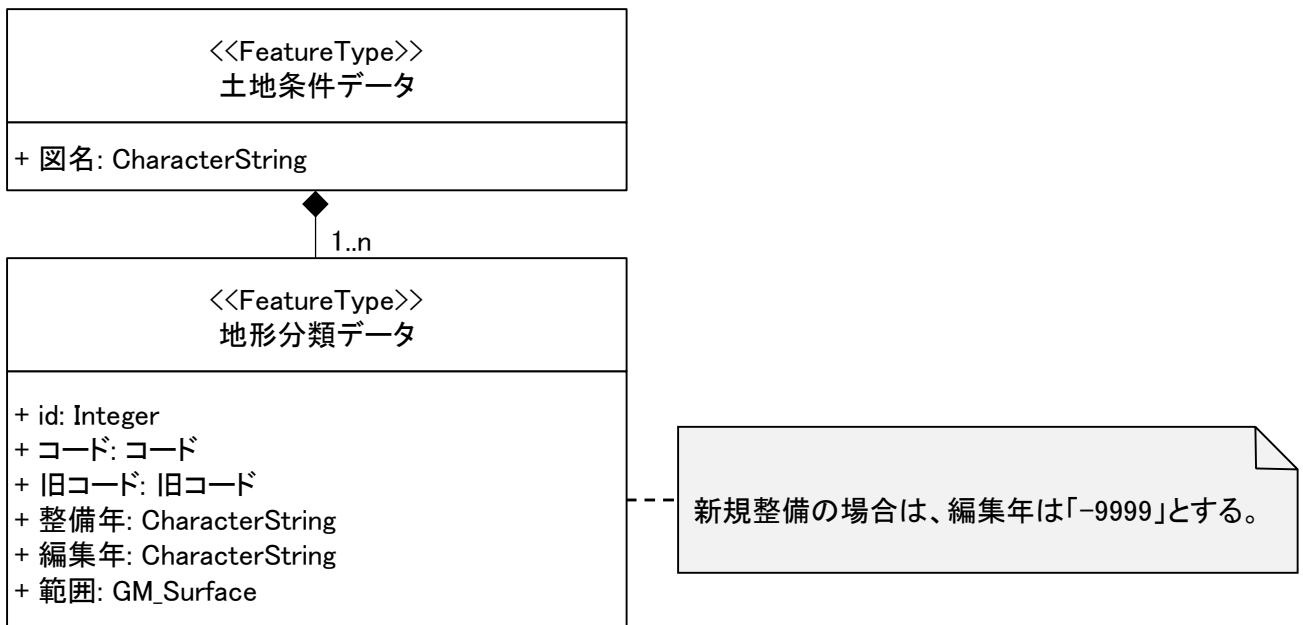 <<FeatureType>>
土地条件データ
+ 図名: CharacterString
1..n
<<FeatureType>>
地形分類データ
+ id: Integer
+ コード: コード
+ 旧コード: 旧コード
+ 整備年: CharacterString
+ 編集年: CharacterString
+ 範囲: GM_Surface
新規整備の場合は、編集年は「-9999」とする。